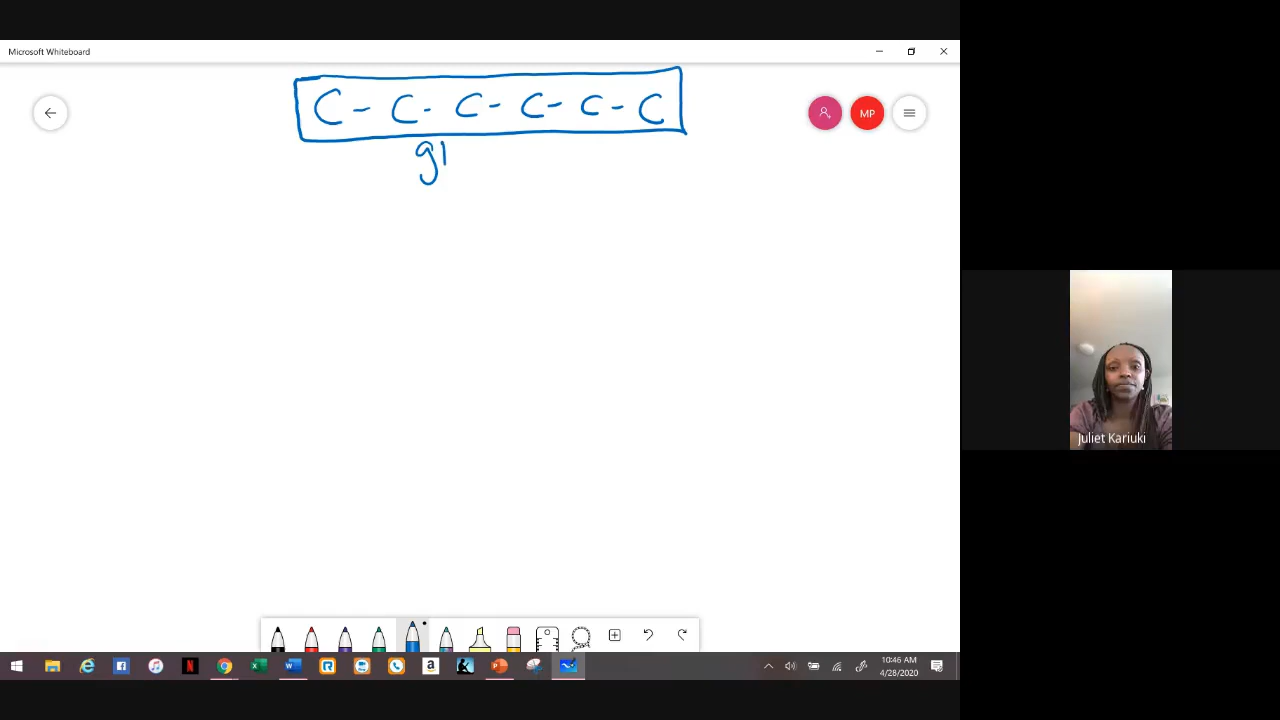 Microsoft Whiteboard
C - C - C - C - C - C
gl
MP
Juliet Kariuki
10:46 AM
4/28/2020